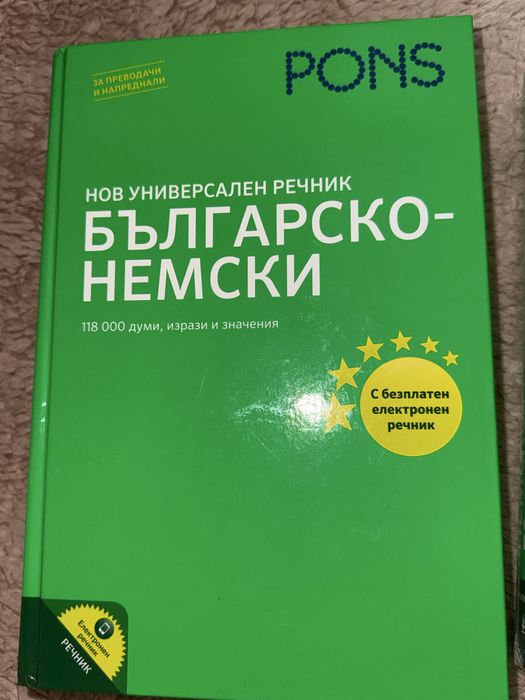 ЗА ПРЕВОДАЧИ
И НАПРЕДНАЛИ
PONS
НОВ УНИВЕРСАЛЕН РЕЧНИК
БЪЛГАРСКО-
НЕМСКИ
118 000 думи, изрази и значения
С безплатен
електронен
речник
Електронен
речник
РЕЧНИК